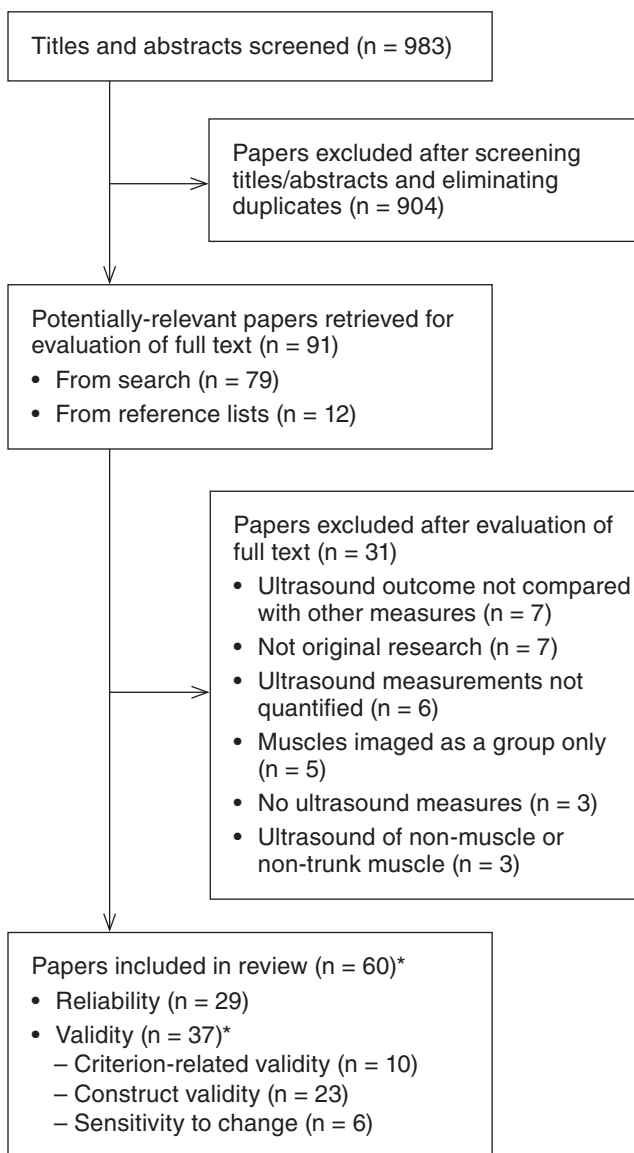 Titles and abstracts screened (n = 983)
Papers excluded after screening
titles/abstracts and eliminating
duplicates (n = 904)
Potentially-relevant papers retrieved for
evaluation of full text (n = 91)
• From search (n = 79)
• From reference lists (n = 12)
Papers excluded after evaluation of
full text (n = 31)
• Ultrasound outcome not compared
with other measures (n = 7)
• Not original research (n = 7)
• Ultrasound measurements not
quantified (n = 6)
• Muscles imaged as a group only
(n = 5)
• No ultrasound measures (n = 3)
• Ultrasound of non-muscle or
non-trunk muscle (n = 3)
Papers included in review (n = 60)*
• Reliability (n = 29)
• Validity (n = 37)*
– Criterion-related validity (n = 10)
– Construct validity (n = 23)
– Sensitivity to change (n = 6)